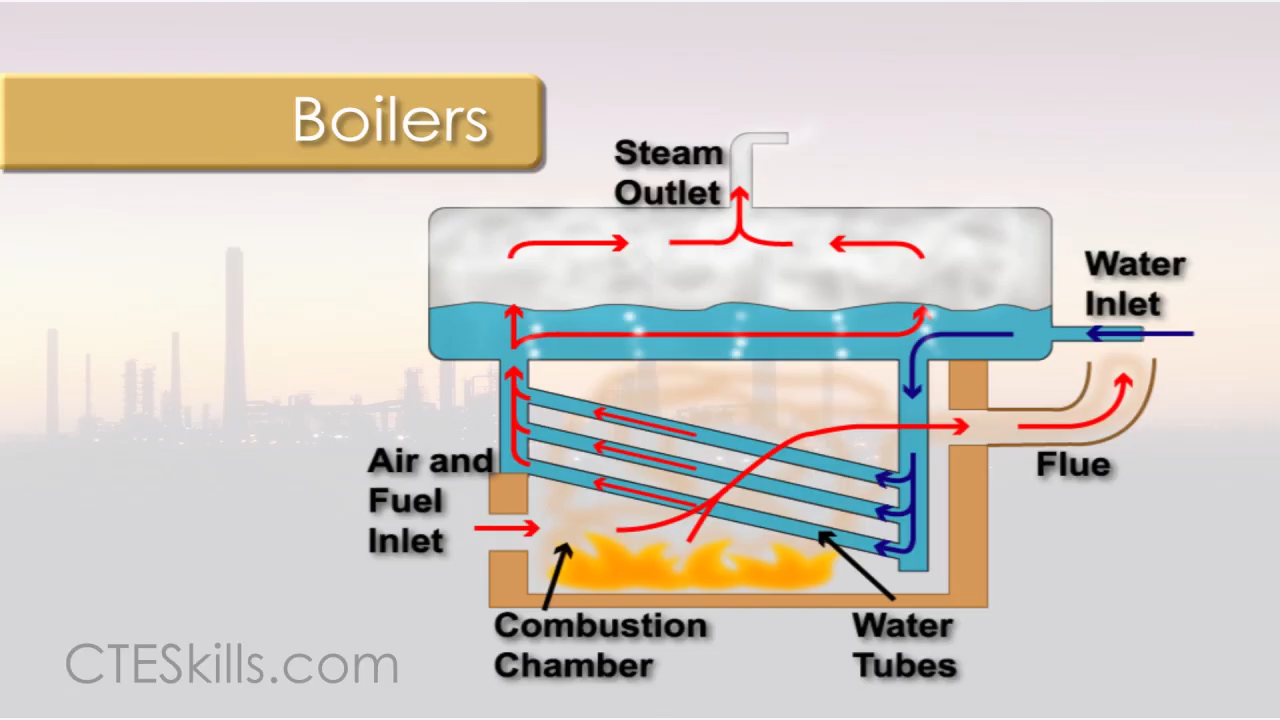 Boilers
Steam
Outlet
Water
Inlet
Air and
Fuel
Inlet
Flue
Combustion
Chamber
Water
Tubes
CTESkills.com